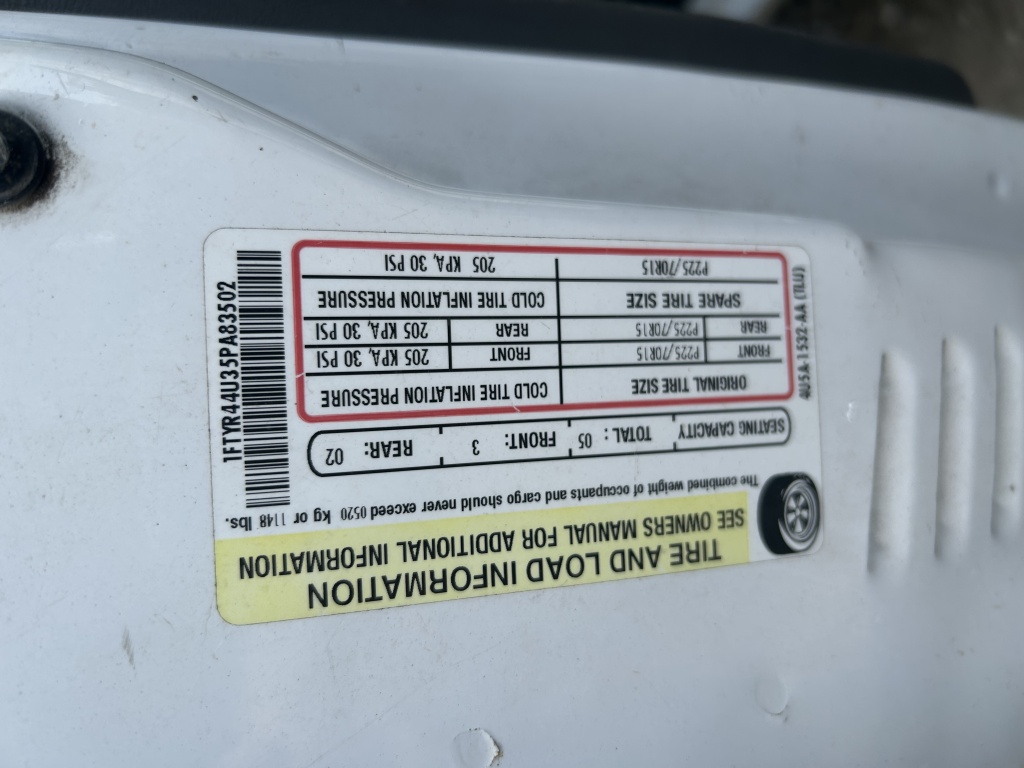 TIRE AND LOAD INFORMATION
SEE OWNERS MANUAL FOR ADDITIONAL INFORMATION
The combined weight of occupants and cargo should never exceed 0520 kg or 1148 lbs.
SEATING CAPACITY TOTAL: 05 FRONT: 3 REAR: 02
ORIGINAL TIRE SIZE COLD TIRE INFLATION PRESSURE
FRONT P225/70R15 FRONT 205 KPA, 30 PSI
REAR P225/70R15 REAR 205 KPA, 30 PSI
SPARE TIRE SIZE COLD TIRE INFLATION PRESSURE
P225/70R15 205 KPA, 30 PSI
4U5A-1532-AA (TLU)
1FTYR44U35PA83502